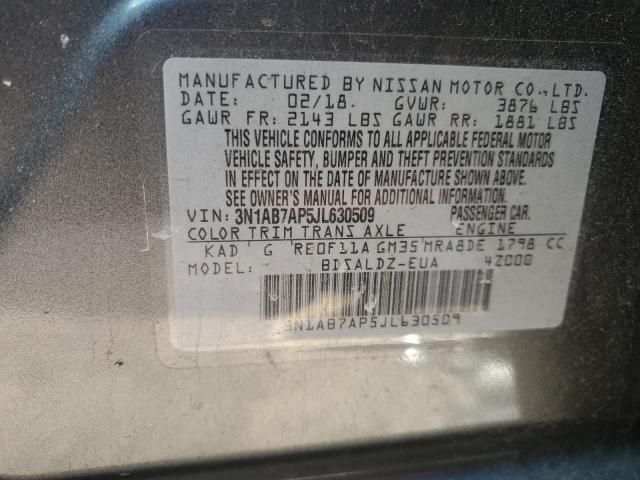 MANUFACTURED BY NISSAN MOTOR CO., LTD.
DATE: 02/18. GVWR: 3876 LBS
GAWR FR: 2143 LBS GAWR RR: 1881 LBS
THIS VEHICLE CONFORMS TO ALL APPLICABLE FEDERAL MOTOR
VEHICLE SAFETY, BUMPER AND THEFT PREVENTION STANDARDS
IN EFFECT ON THE DATE OF MANUFACTURE SHOWN ABOVE.
SEE OWNER'S MANUAL FOR ADDITIONAL INFORMATION.
VIN: 3N1AB7AP5JL630509 PASSENGER CAR.
COLOR TRIM TRANS AXLE ENGINE
KAD G RE0F11A GM35 MRA8DE 1798 CC
MODEL: BDSALDZ-EUA 4Z000
3N1AB7AP5JL630509